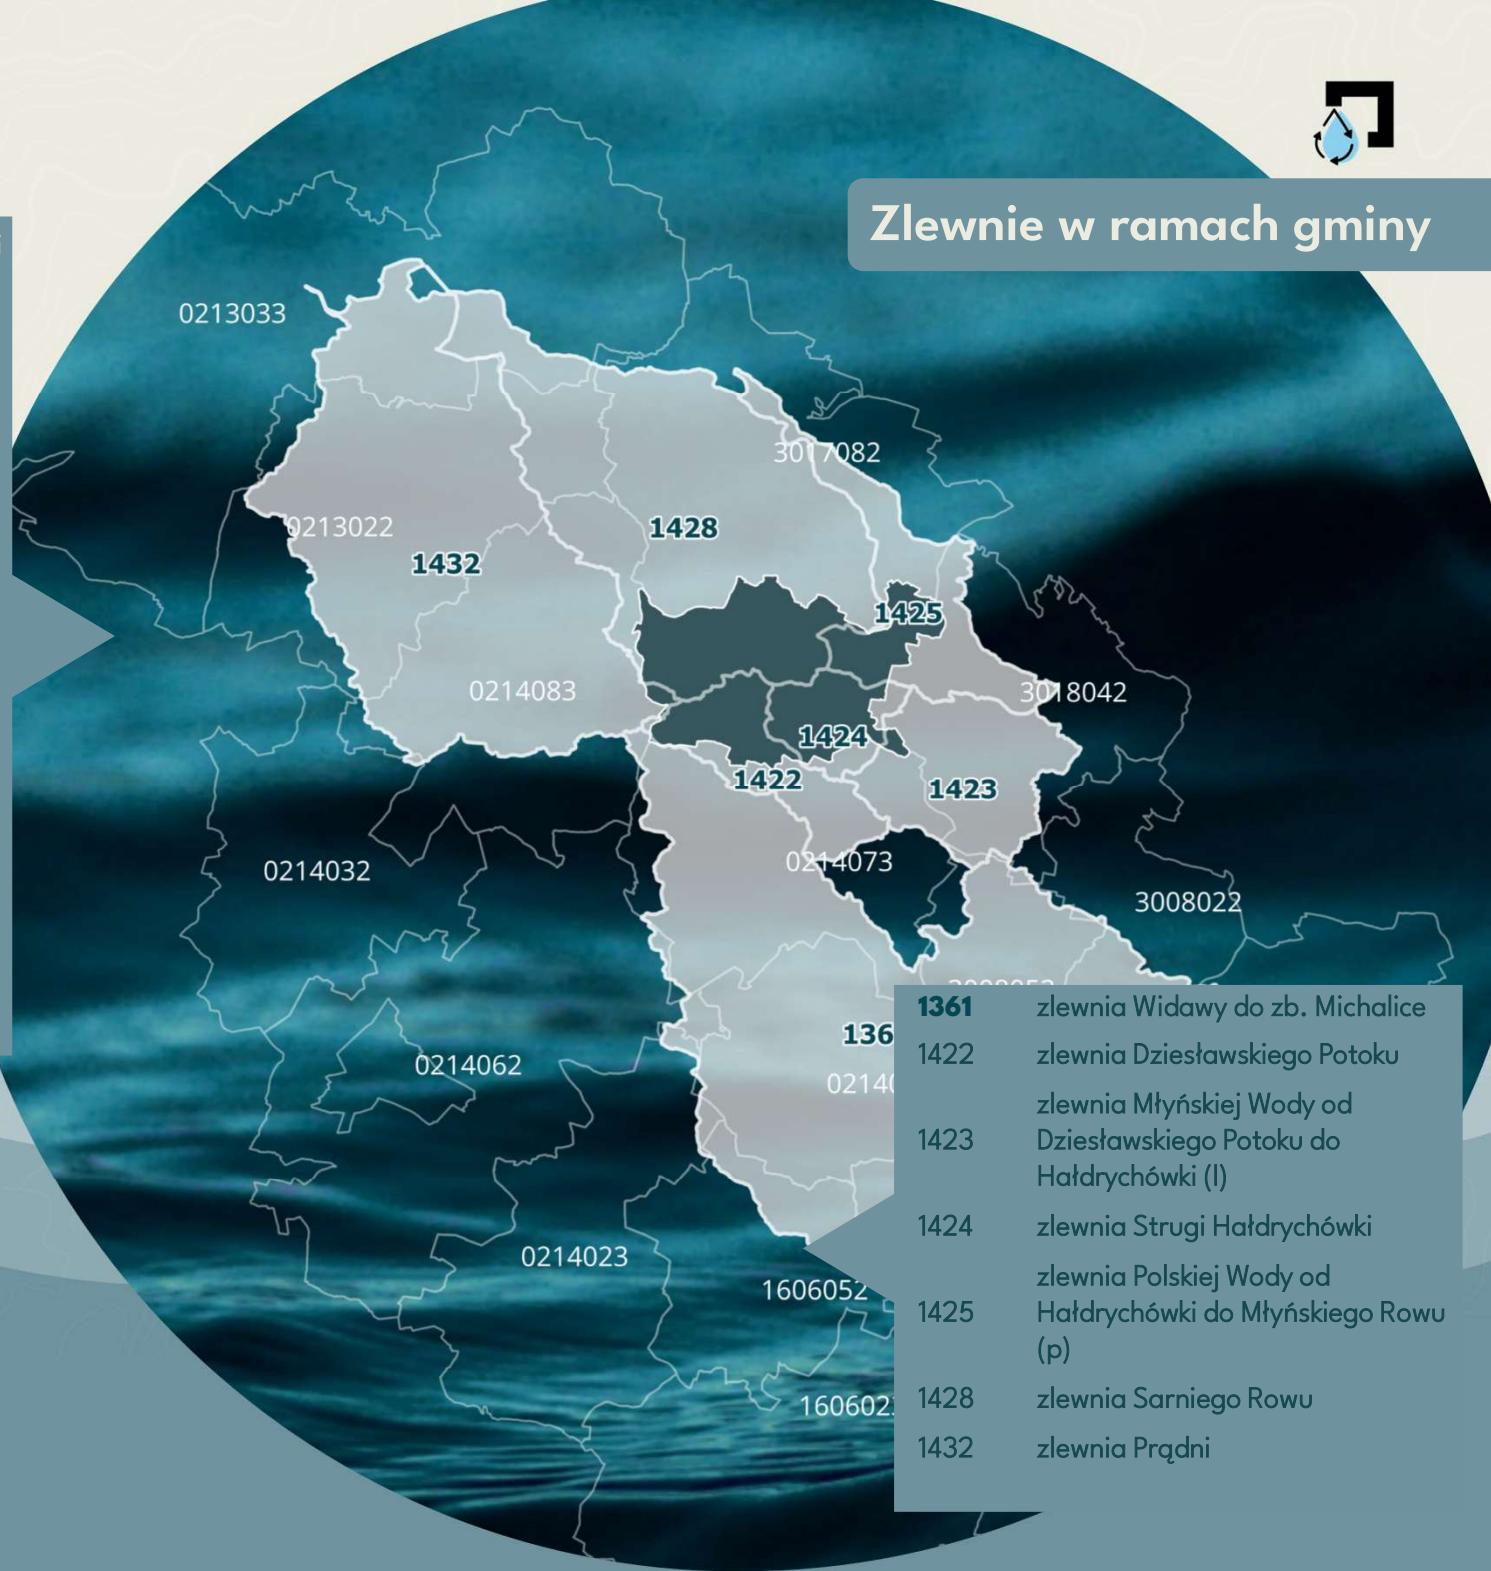 Zlewnie w ramach gminy
0213033
3017082
0213022
1428
1432
1425
0214083
3018042
1424
1422
1423
0214073
0214032
3008022
136
0214062
0214023
1606052
1361 zlewnia Widawy do zb. Michalice
1422 zlewnia Dziesławskiego Potoku
zlewnia Młyńskiej Wody od
1423 Dziesławskiego Potoku do
Hałdrychówki (l)
1424 zlewnia Strugi Hałdrychówki
zlewnia Polskiej Wody od
1425 Hałdrychówki do Młyńskiego Rowu
(p)
1428 zlewnia Sarniego Rowu
1432 zlewnia Prądni